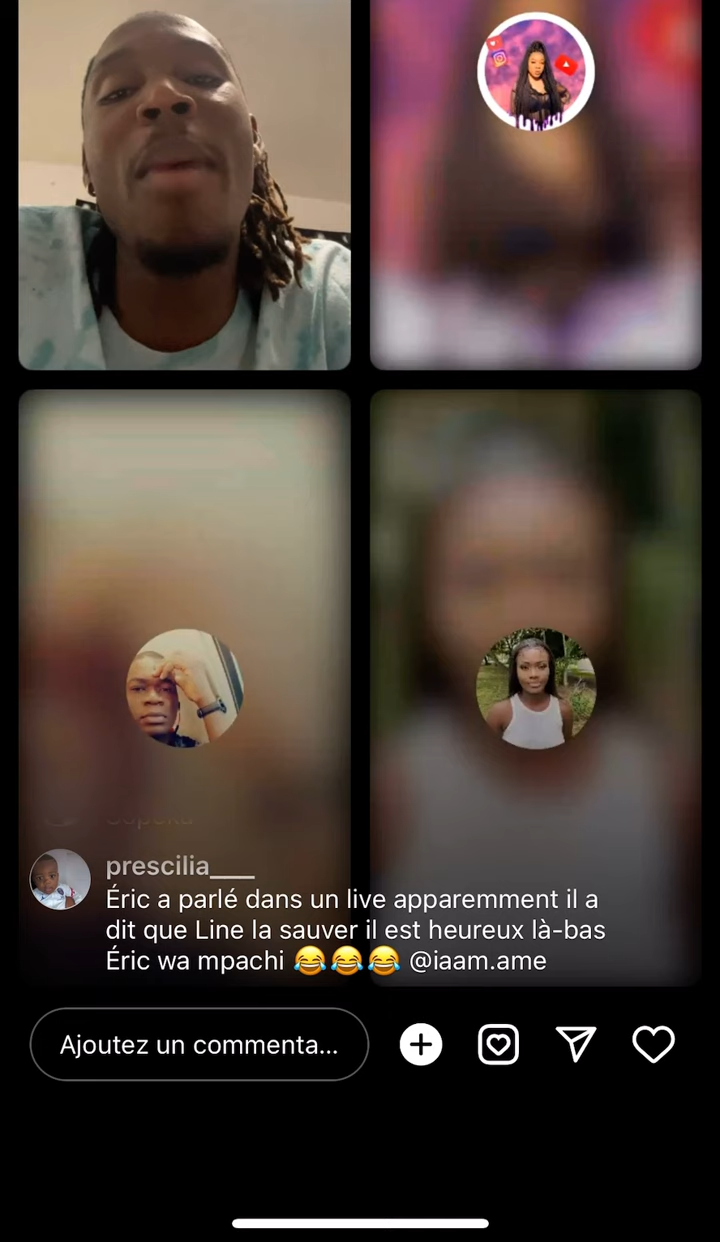 prescilia____
Éric a parlé dans un live apparemment il a
dit que Line la sauver il est heureux là-bas
Éric wa mpachi 😂😂😂 @iaam.ame
Ajoutez un commenta...